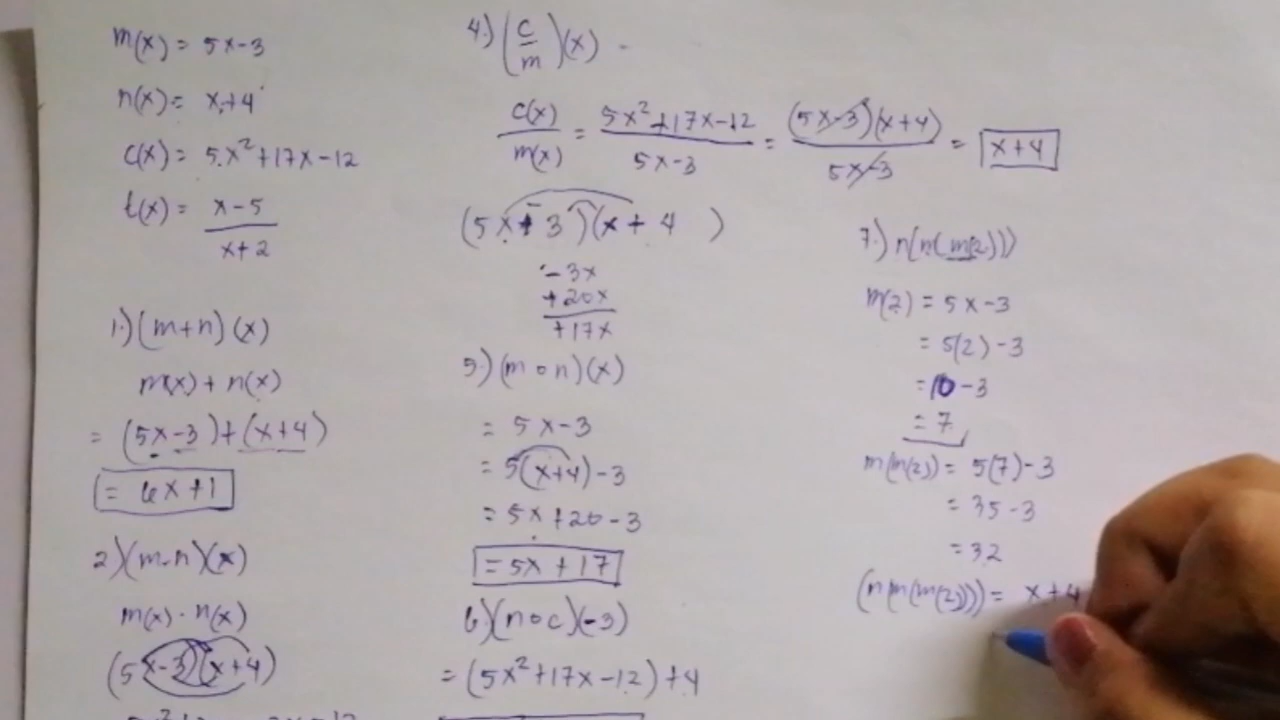 m(x) = 5x-3
n(x) = x+4
c(x) = 5x²+17x-12
t(x) = x-5
x+2
1.) (m+n)(x)
m(x) + n(x)
= (5x-3)+(x+4)
= 6x+1
2.) (m·n)(x)
m(x) · n(x)
(5x-3)(x+4)
4.) (c/m)(x)
c(x)/m(x) = 5x²+17x-12/5x-3 = (5x-3)(x+4)/5x-3 = x+4
(5x-3)(x+4)
-3x
+20x
+17x
5.) (m∘n)(x)
= 5x-3
= 5(x+4)-3
= 5x+20-3
= 5x+17
6.) (n∘c)(-3)
= (5x²+17x-12)+4
m(2) = 5x-3
= 5(2)-3
= 10-3
= 7
m(m(2)) = 5(7)-3
= 35-3
= 32
(n(m(m(2))) = x+4